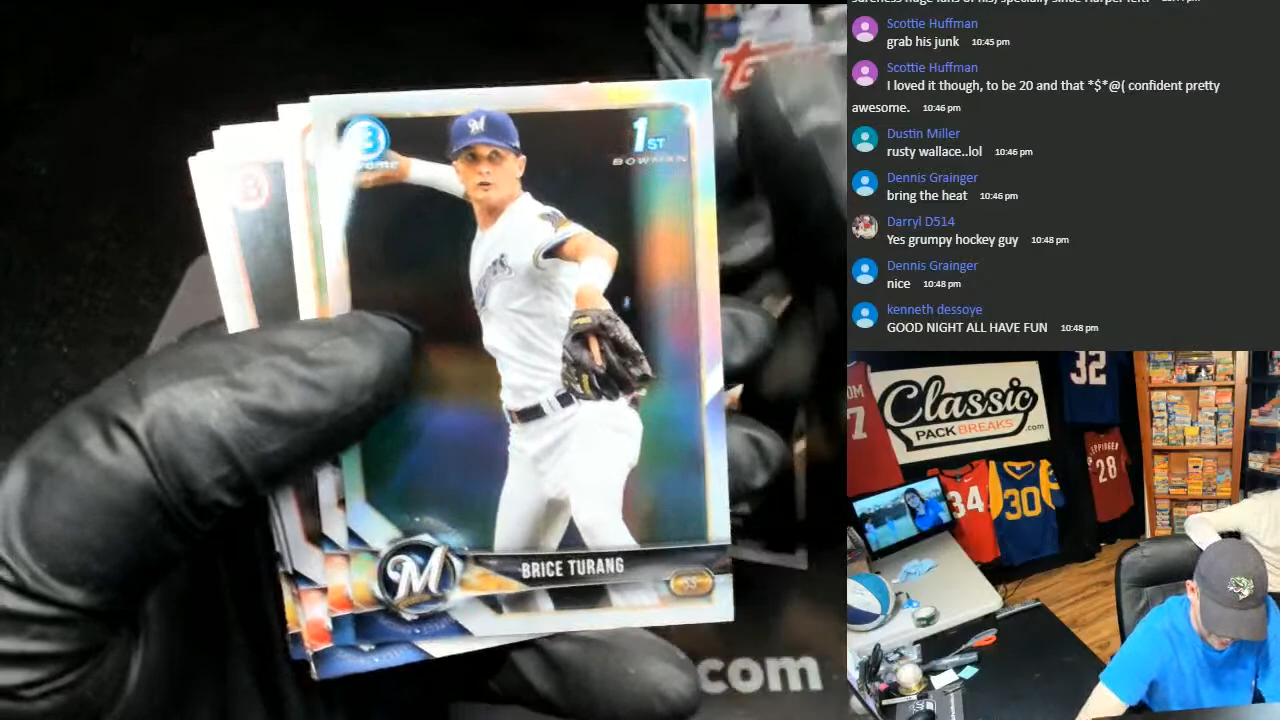 1ST
BOWMAN
BRICE TURANG
SS
.com
Scottie Huffman
grab his junk 10:45 pm
Scottie Huffman
I loved it though, to be 20 and that *$*@( confident pretty
awesome. 10:46 pm
Dustin Miller
rusty wallace..lol 10:46 pm
Dennis Grainger
bring the heat 10:46 pm
Darryl D514
Yes grumpy hockey guy 10:48 pm
Dennis Grainger
nice 10:48 pm
kenneth dessoye
GOOD NIGHT ALL HAVE FUN 10:48 pm
Classic
PACK BREAKS.com
32
7
34
30
28